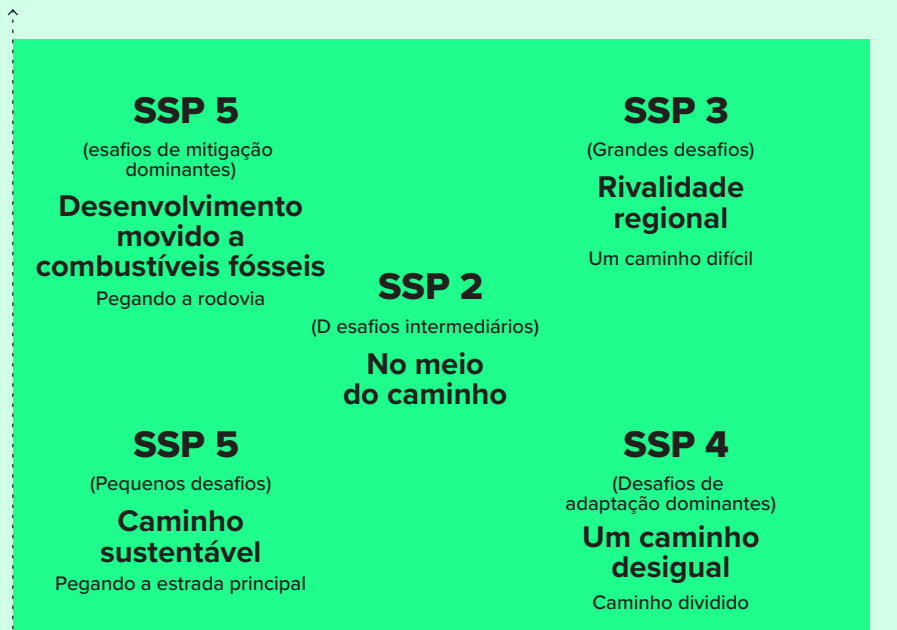 SSP 5
(esafios de mitigação
dominantes)
Desenvolvimento
movido a
combustíveis fósseis
Pegando a rodovia
SSP 3
(Grandes desafios)
Rivalidade
regional
Um caminho difícil
SSP 2
(D esafios intermediários)
No meio
do caminho
SSP 5
(Pequenos desafios)
Caminho
sustentável
Pegando a estrada principal
SSP 4
(Desafios de
adaptação dominantes)
Um caminho
desigual
Caminho dividido